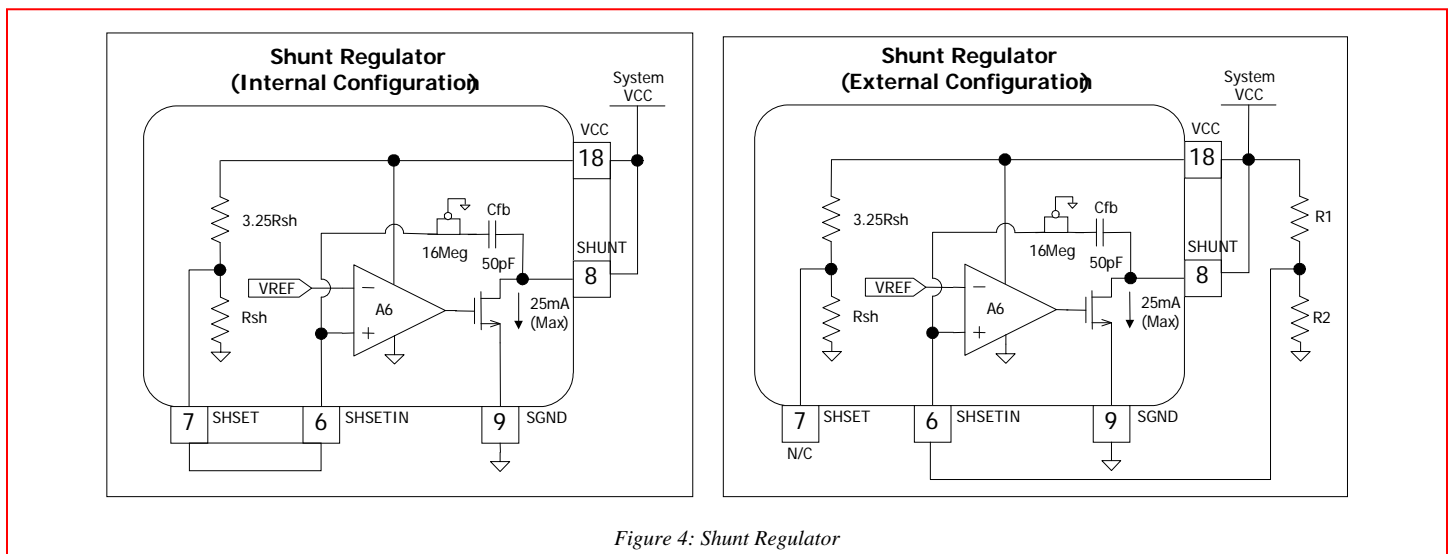 Shunt Regulator
(Internal Configuration)
System
VCC
VCC
18
3.25Rsh
Cfb
16Meg
50pF
SHUNT
8
VREF
A6
25mA
(Max)
Rsh
7
SHSET
6
SHSETIN
9
SGND
Shunt Regulator
(External Configuration)
System
VCC
VCC
18
3.25Rsh
Cfb
16Meg
50pF
SHUNT
8
R1
VREF
A6
25mA
(Max)
Rsh
R2
7
SHSET
6
SHSETIN
9
SGND
N/C
Figure 4: Shunt Regulator